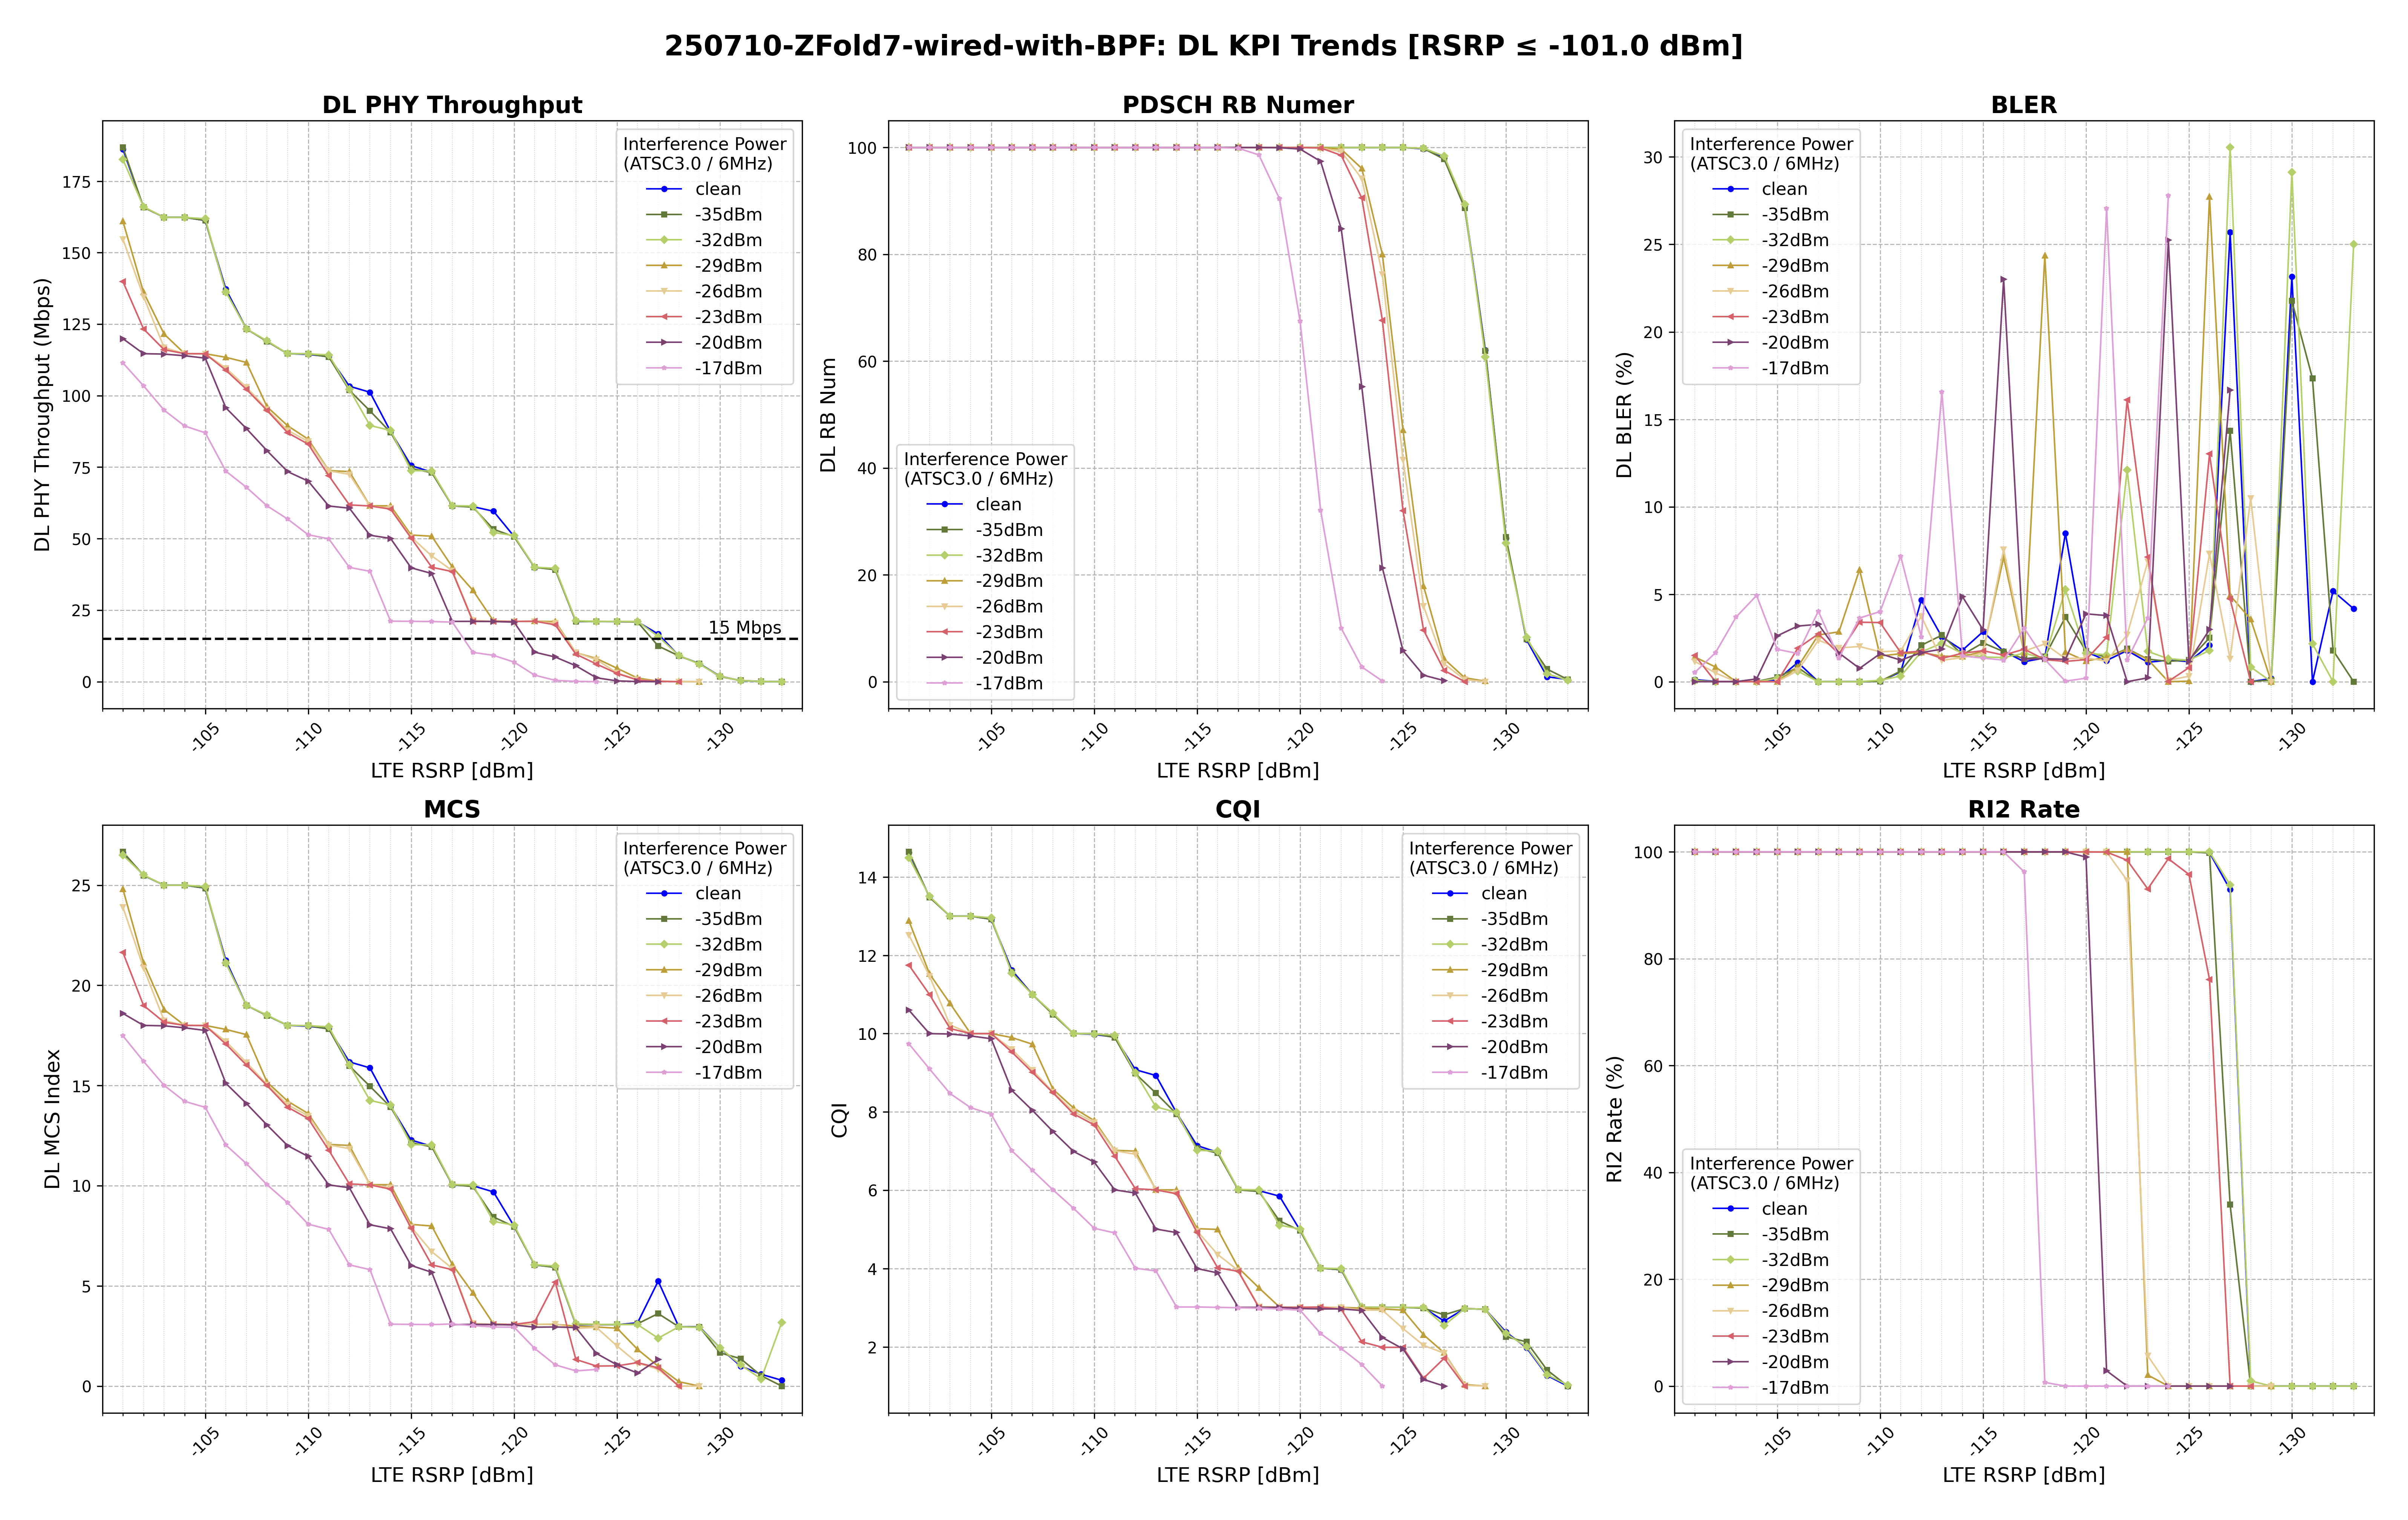 250710-ZFold7-wired-with-BPF: DL KPI Trends [RSRP ≤ -101.0 dBm]
DL PHY Throughput
DL PHY Throughput (Mbps)
175
150
125
100
75
50
25
0
Interference Power
(ATSC3.0 / 6MHz)
clean
-35dBm
-32dBm
-29dBm
-26dBm
-23dBm
-20dBm
-17dBm
15 Mbps
-105
-110
-115
-120
-125
-130
LTE RSRP [dBm]
PDSCH RB Numer
DL RB Num
100
80
60
40
20
0
Interference Power
(ATSC3.0 / 6MHz)
clean
-35dBm
-32dBm
-29dBm
-26dBm
-23dBm
-20dBm
-17dBm
-105
-110
-115
-120
-125
-130
LTE RSRP [dBm]
BLER
DL BLER (%)
30
25
20
15
10
5
0
Interference Power
(ATSC3.0 / 6MHz)
clean
-35dBm
-32dBm
-29dBm
-26dBm
-23dBm
-20dBm
-17dBm
-105
-110
-115
-120
-125
-130
LTE RSRP [dBm]
MCS
DL MCS Index
25
20
15
10
5
0
Interference Power
(ATSC3.0 / 6MHz)
clean
-35dBm
-32dBm
-29dBm
-26dBm
-23dBm
-20dBm
-17dBm
-105
-110
-115
-120
-125
-130
LTE RSRP [dBm]
CQI
CQI
14
12
10
8
6
4
2
Interference Power
(ATSC3.0 / 6MHz)
clean
-35dBm
-32dBm
-29dBm
-26dBm
-23dBm
-20dBm
-17dBm
-105
-110
-115
-120
-125
-130
LTE RSRP [dBm]
RI2 Rate
RI2 Rate (%)
100
80
60
40
20
0
Interference Power
(ATSC3.0 / 6MHz)
clean
-35dBm
-32dBm
-29dBm
-26dBm
-23dBm
-20dBm
-17dBm
-105
-110
-115
-120
-125
-130
LTE RSRP [dBm]